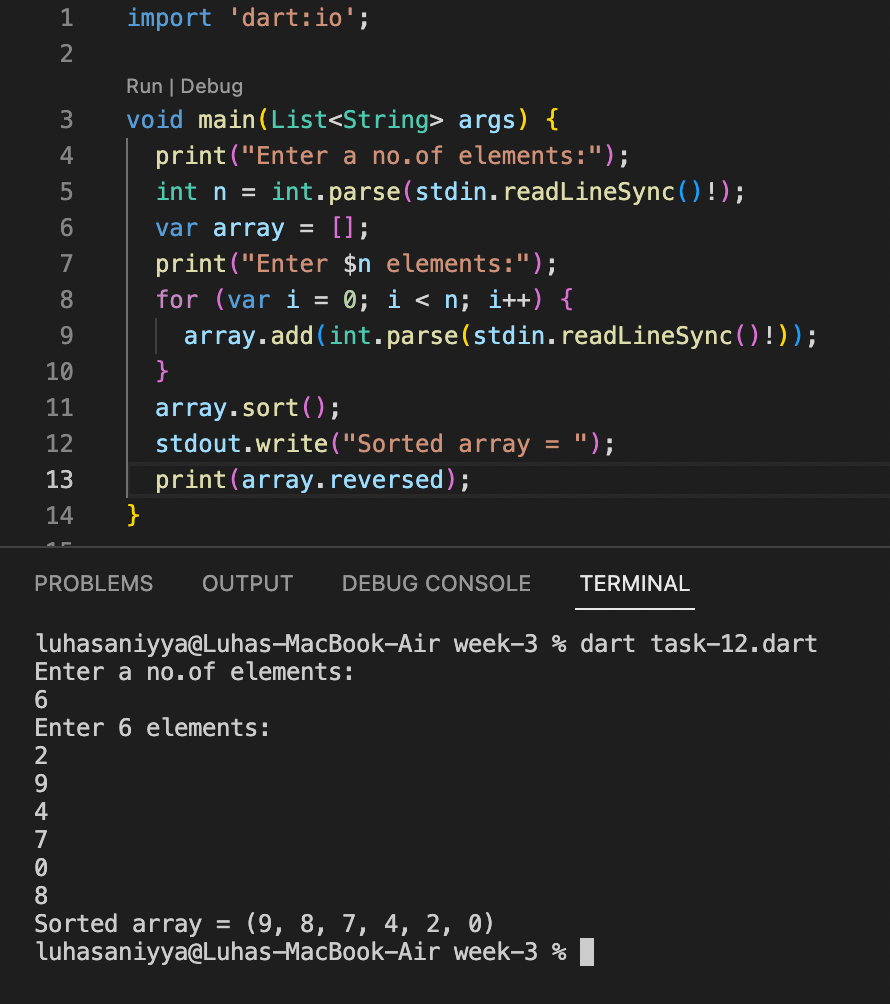 1 import 'dart:io';
2
Run | Debug
3 void main(List<String> args) {
4   print("Enter a no.of elements:");
5   int n = int.parse(stdin.readLineSync()!);
6   var array = [];
7   print("Enter $n elements:");
8   for (var i = 0; i < n; i++) {
9     array.add(int.parse(stdin.readLineSync()!));
10   }
11   array.sort();
12   stdout.write("Sorted array = ");
13   print(array.reversed);
14 }
PROBLEMS OUTPUT DEBUG CONSOLE TERMINAL
luhasaniyya@Luhas-MacBook-Air week-3 % dart task-12.dart
Enter a no.of elements:
6
Enter 6 elements:
2
9
4
7
0
8
Sorted array = (9, 8, 7, 4, 2, 0)
luhasaniyya@Luhas-MacBook-Air week-3 %